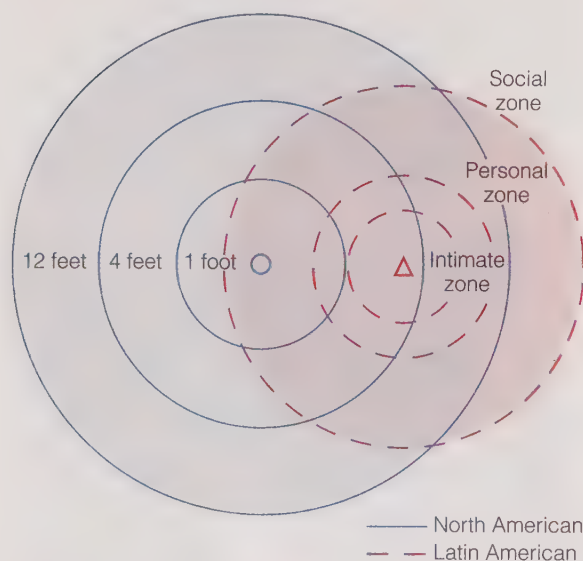 Social
zone
Personal
zone
12 feet 4 feet 1 foot
Intimate
zone
North American
Latin American